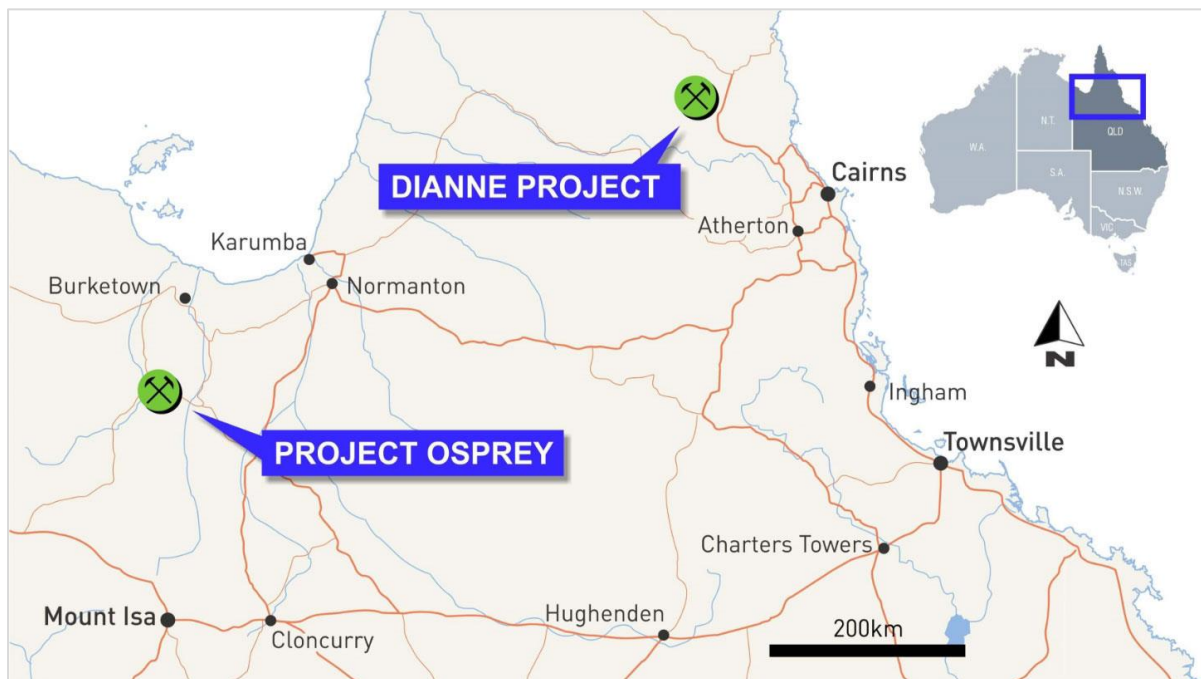 DIANNE PROJECT
Cairns
Atherton
Karumba
Burketown
Normanton
Ingham
PROJECT OSPREY
Townsville
Charters Towers
Mount Isa
Cloncurry
Hughenden
200km
W.A.
N.T.
QLD
S.A.
N.S.W.
VIC
TAS
N